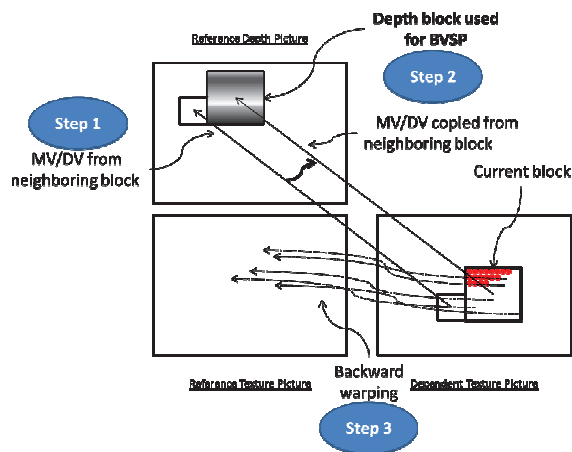 Reference Depth Picture
Depth block used
for BVSP
Step 2
Step 1
MV/DV from
neighboring block
MV/DV copied from
neighboring block
Current block
Backward
warping
Reference Texture Picture
Dependent Texture Picture
Step 3